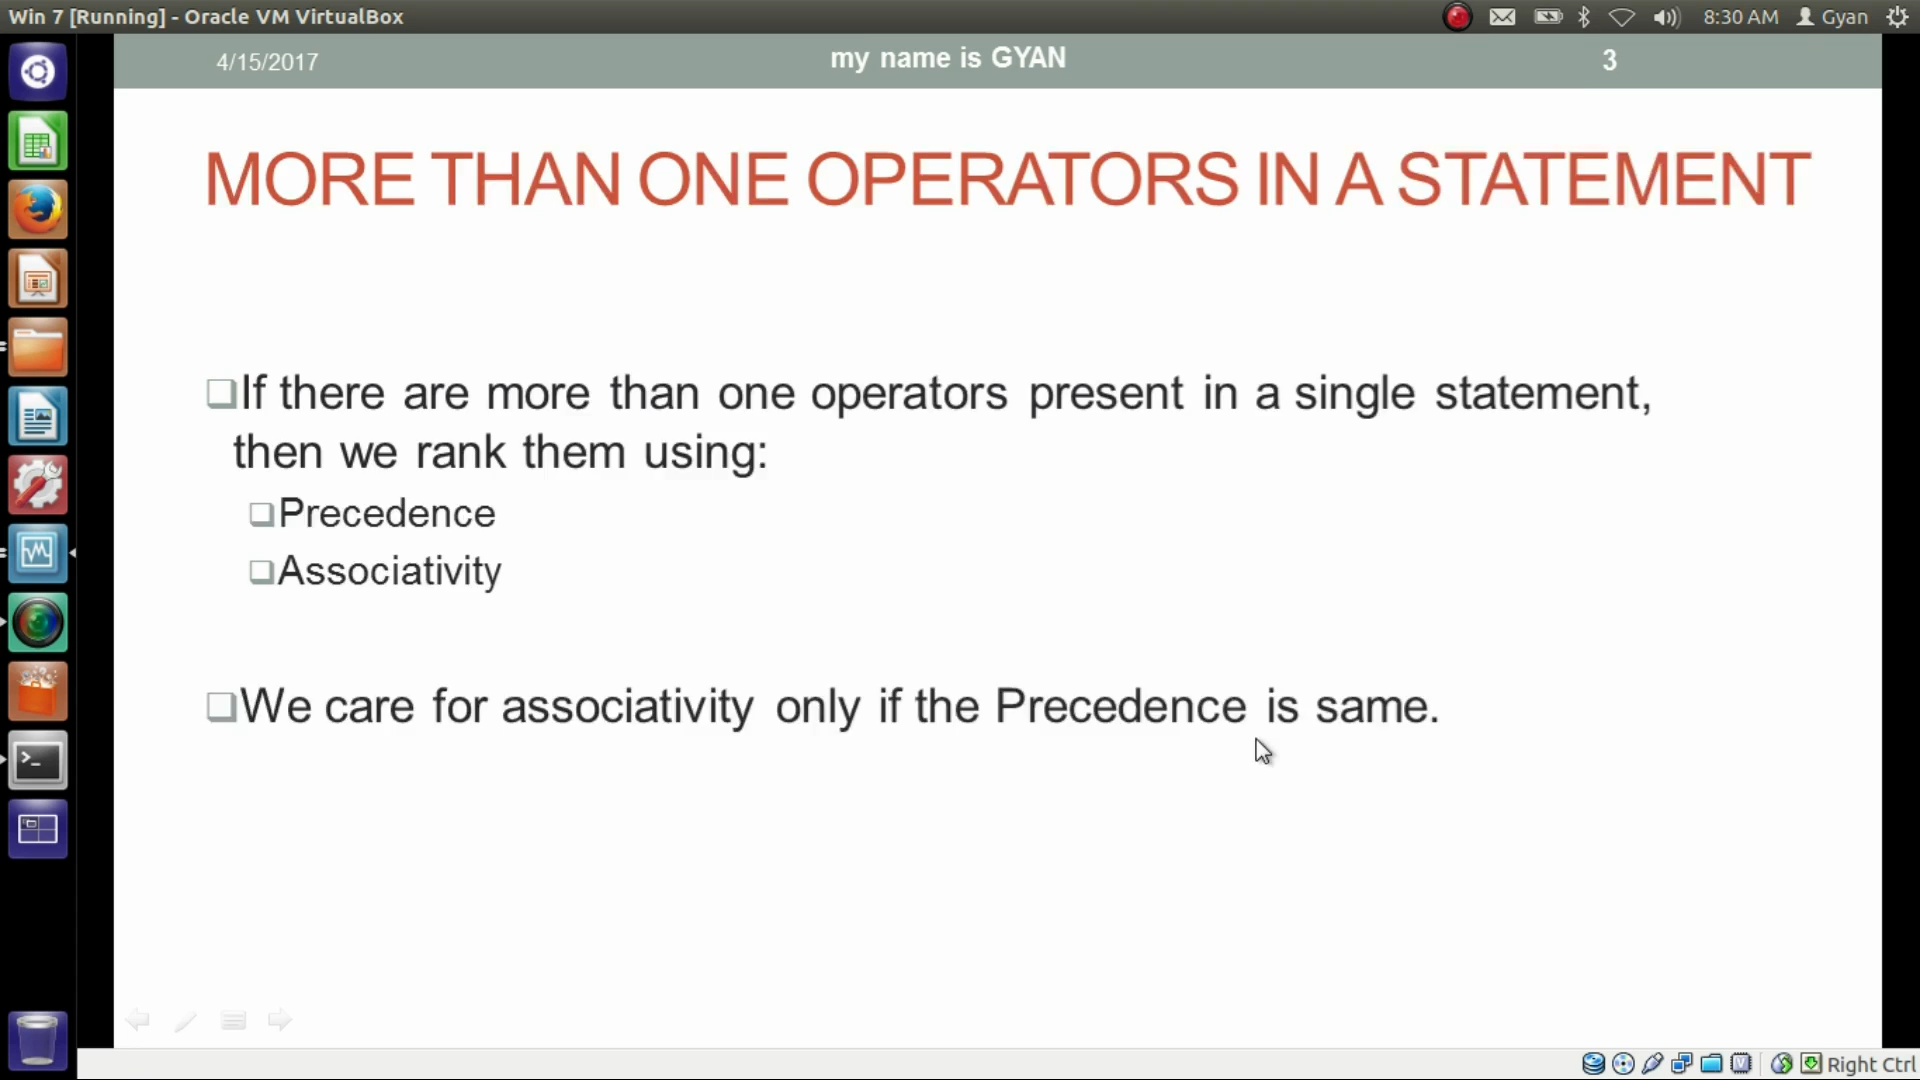 Win 7 [Running] - Oracle VM VirtualBox
8:30 AM Gyan
4/15/2017 my name is GYAN 3
MORE THAN ONE OPERATORS IN A STATEMENT
If there are more than one operators present in a single statement,
then we rank them using:
Precedence
Associativity
We care for associativity only if the Precedence is same.
Right Ctrl